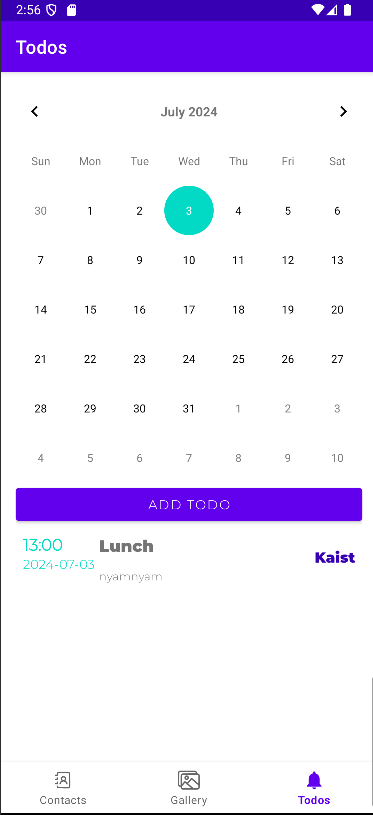 2:56
Todos
July 2024
Sun Mon Tue Wed Thu Fri Sat
30 1 2 3 4 5 6
7 8 9 10 11 12 13
14 15 16 17 18 19 20
21 22 23 24 25 26 27
28 29 30 31 1 2 3
4 5 6 7 8 9 10
ADD TODO
13:00 Lunch
2024-07-03
Kaist
nyamnyam
Contacts Gallery Todos